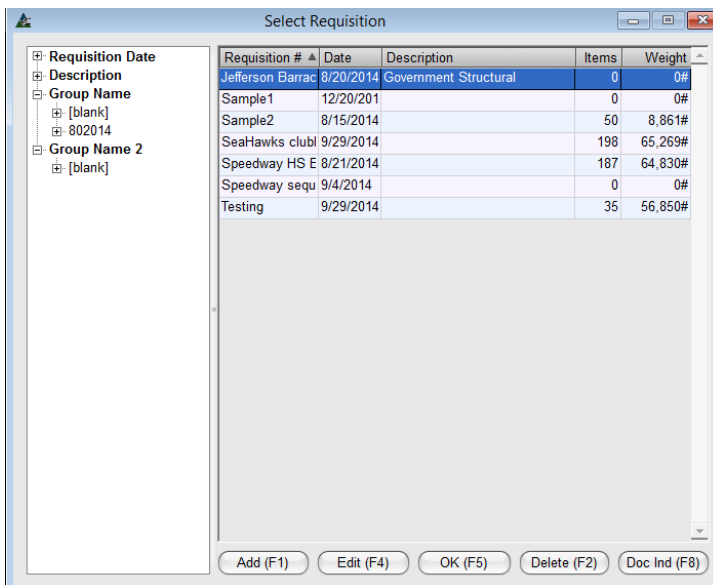 Select Requisition
Requisition Date
Description
Group Name
[blank]
802014
Group Name 2
[blank]
Requisition # Date Description Items Weight
Jefferson Barrac 8/20/2014 Government Structural 0 0#
Sample1 12/20/201 0 0#
Sample2 8/15/2014 50 8,861#
SeaHawks clubl 9/29/2014 198 65,269#
Speedway HS E 8/21/2014 187 64,830#
Speedway sequ 9/4/2014 0 0#
Testing 9/29/2014 35 56,850#
Add (F1) Edit (F4) OK (F5) Delete (F2) Doc Ind (F8)